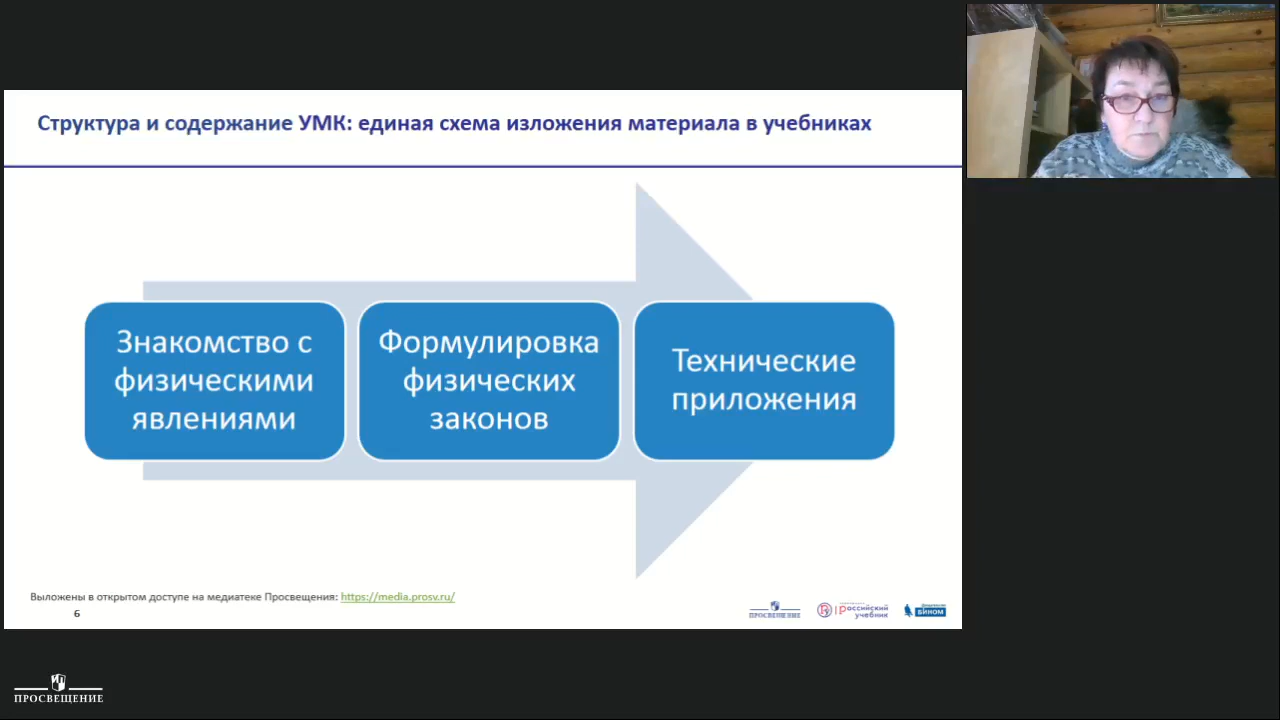 Структура и содержание УМК: единая схема изложения материала в учебниках
Знакомство с
физическими
явлениями
Формулировка
физических
законов
Технические
приложения
Выложены в открытом доступе на медиатеке Просвещения: https://media.prosv.ru/
6
ПРОСВЕЩЕНИЕ
российский
учебник
БИНОМ
ПРОСВЕЩЕНИЕ